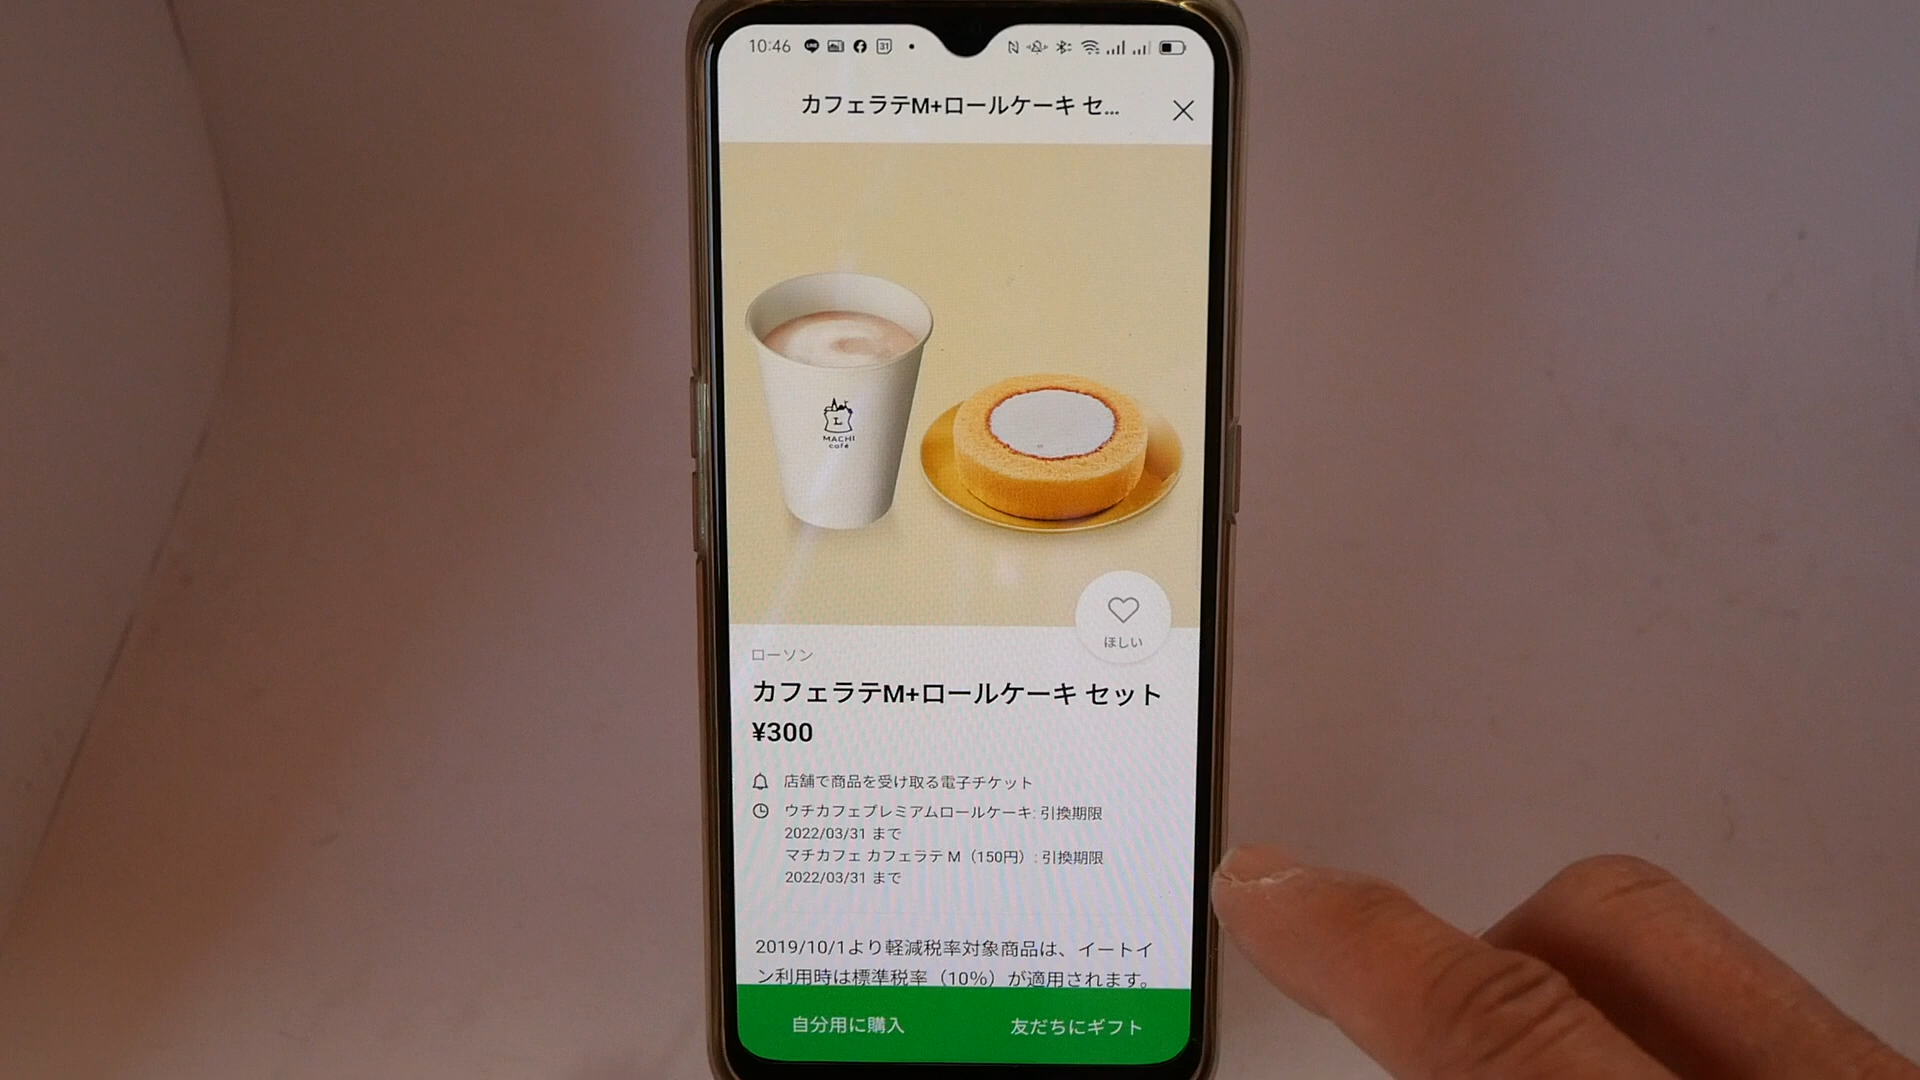 10:46
31
カフェラテM+ロールケーキ セ...
L
MACHI
café
ほしい
ローソン
カフェラテM+ロールケーキ セット
¥300
店舗で商品を受け取る電子チケット
ウチカフェプレミアムロールケーキ: 引換期限
2022/03/31 まで
マチカフェ カフェラテ M（150円）: 引換期限
2022/03/31 まで
2019/10/1より軽減税率対象商品は、イートイ
ン利用時は標準税率（10%）が適用されます。
自分用に購入
友だちにギフト